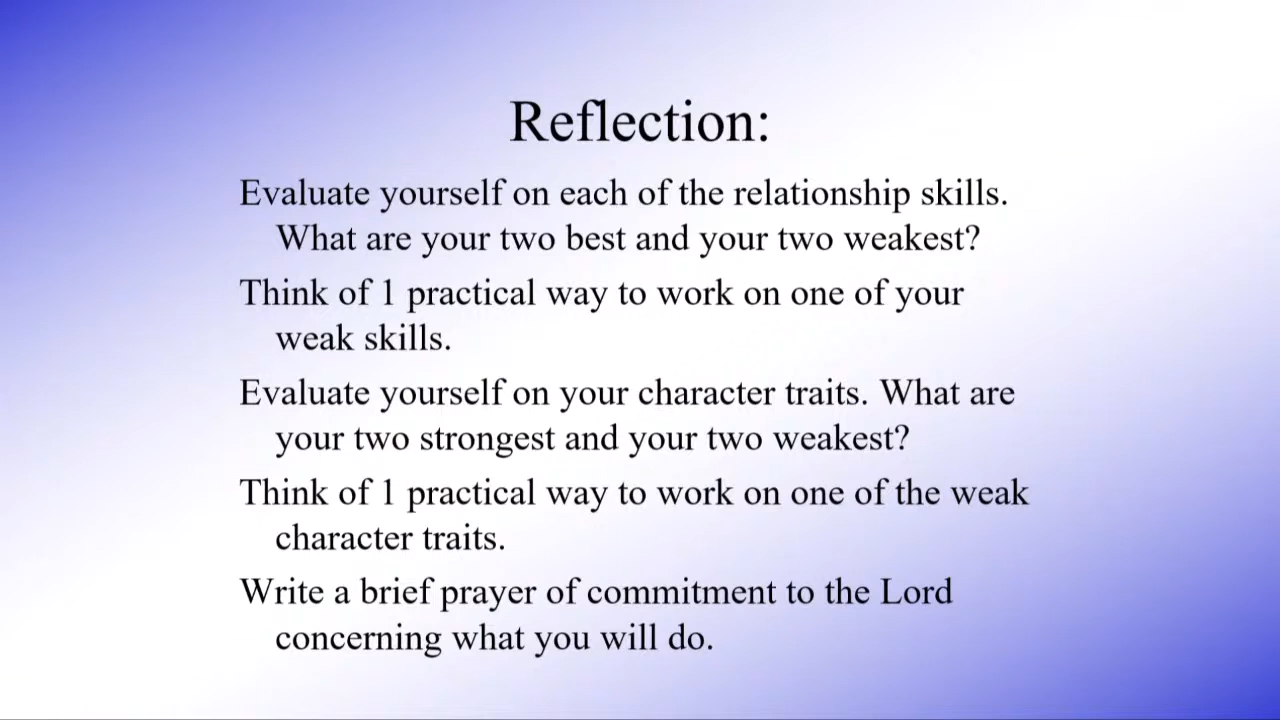 Reflection:
Evaluate yourself on each of the relationship skills.
What are your two best and your two weakest?
Think of 1 practical way to work on one of your
weak skills.
Evaluate yourself on your character traits. What are
your two strongest and your two weakest?
Think of 1 practical way to work on one of the weak
character traits.
Write a brief prayer of commitment to the Lord
concerning what you will do.